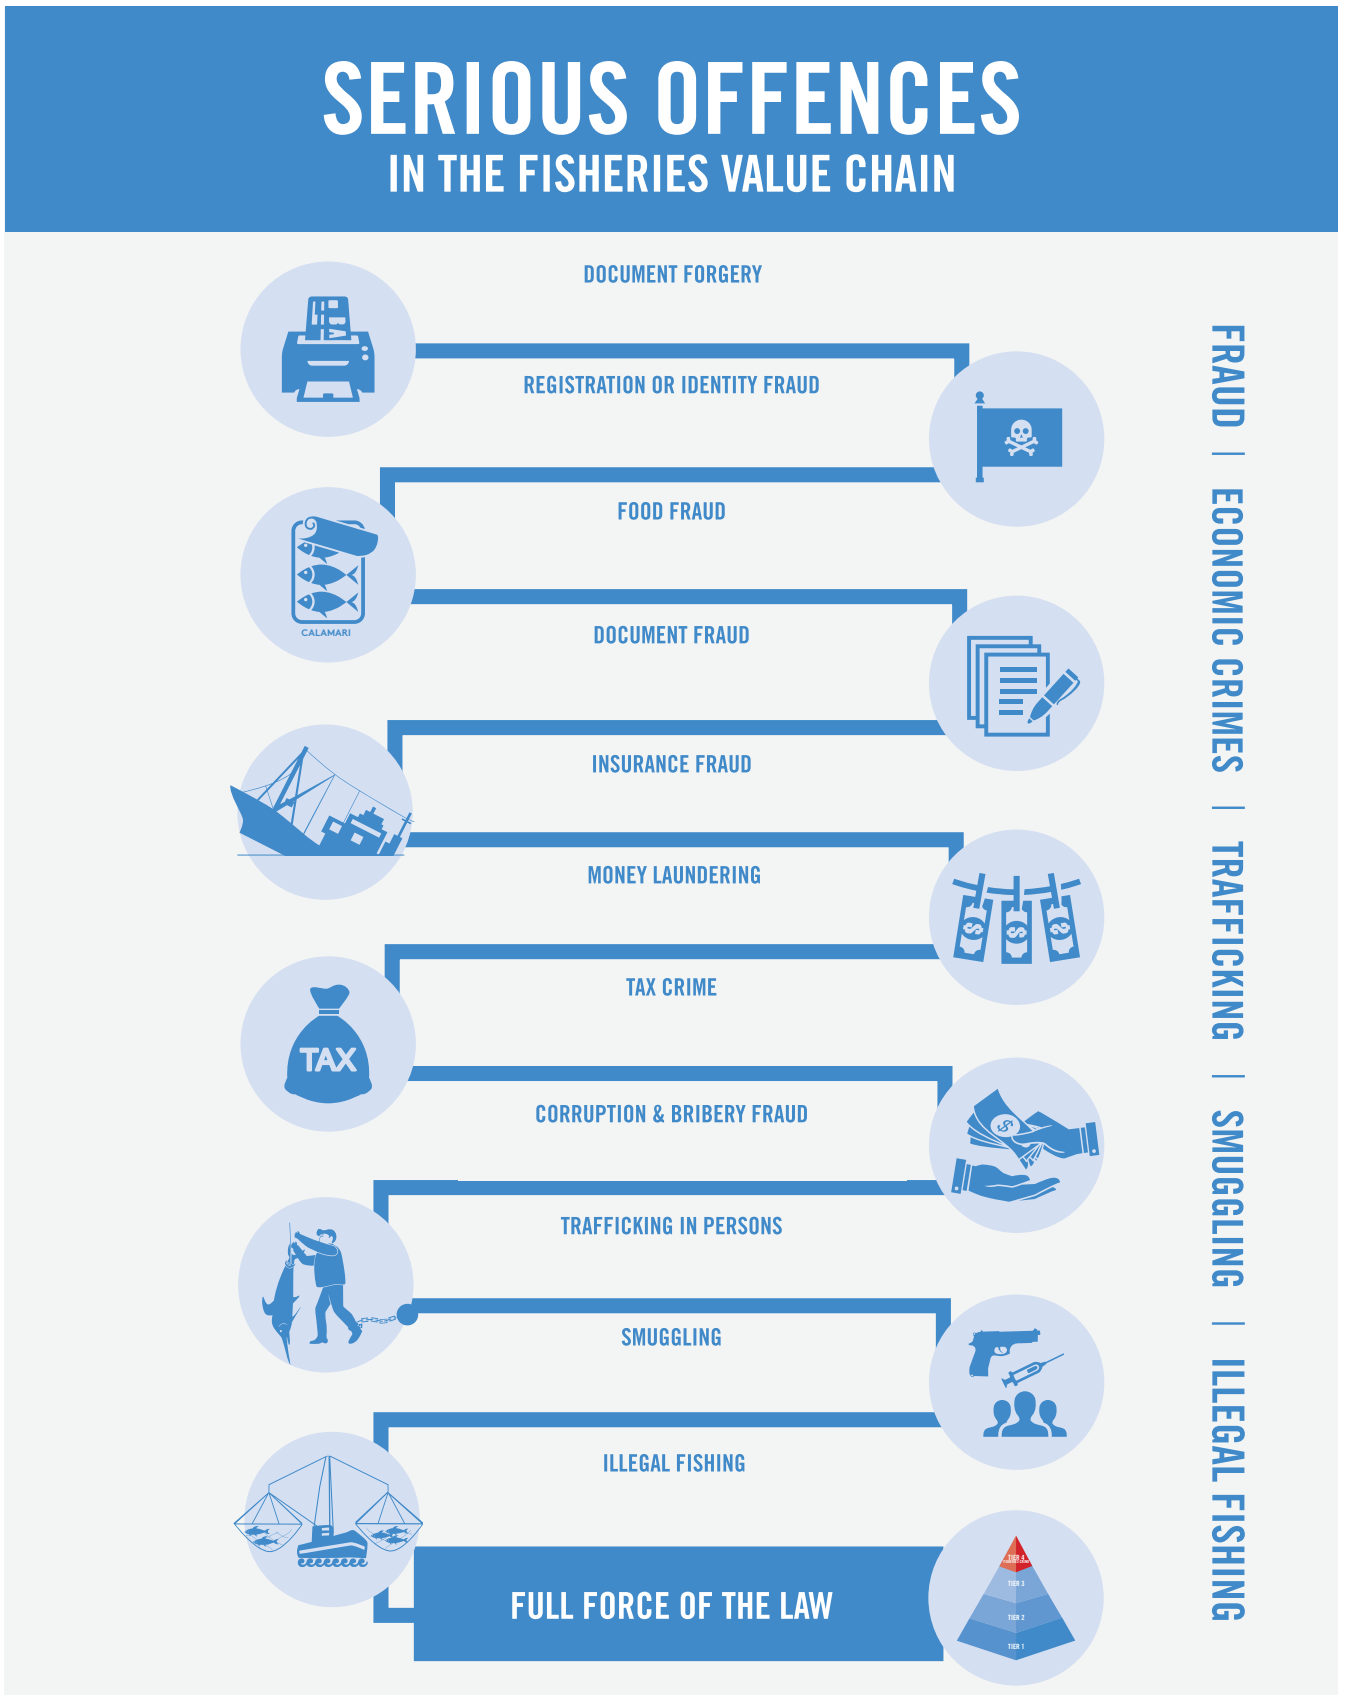 SERIOUS OFFENCES
IN THE FISHERIES VALUE CHAIN
DOCUMENT FORGERY
REGISTRATION OR IDENTITY FRAUD
FOOD FRAUD
CALAMARI
DOCUMENT FRAUD
INSURANCE FRAUD
MONEY LAUNDERING
TAX CRIME
TAX
CORRUPTION & BRIBERY FRAUD
TRAFFICKING IN PERSONS
SMUGGLING
ILLEGAL FISHING
FULL FORCE OF THE LAW
TIER 4
TIER 3
TIER 2
TIER 1
FRAUD | ECONOMIC CRIMES | TRAFFICKING | SMUGGLING | ILLEGAL FISHING